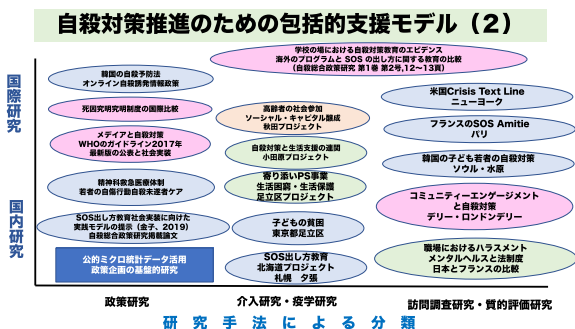 自殺対策推進のための包括的支援モデル（2）
学校の場における自殺対策教育のエビデンス
海外のプログラムと SOS の出し方に関する教育の比較
(自殺総合政策研究 第1巻 第2号,12〜13頁)
国際研究
国内研究
韓国の自殺予防法
オンライン自殺誘発情報政策
死因究明究明制度の国際比較
メディアと自殺対策
WHOのガイドライン2017年
最新版の公表と社会実装
精神科救急医療体制
若者の自傷行動自殺未遂者ケア
SOS出し方教育社会実装に向けた
実践モデルの提示（金子、2019）
自殺総合政策研究掲載論文
公的ミクロ統計データ活用
政策企画の基盤的研究
高齢者の社会参加
ソーシャル・キャピタル醸成
秋田プロジェクト
自殺対策と生活支援の連関
小田原プロジェクト
寄り添いPS事業
生活困窮・生活保護
足立区プロジェクト
子どもの貧困
東京都足立区
SOS出し方教育
北海道プロジェクト
札幌　夕張
米国Crisis Text Line
ニューヨーク
フランスのSOS Amitie
パリ
韓国の子ども若者の自殺対策
ソウル・水原
コミュニティーエンゲージメント
と自殺対策
デリー・ロンドンデリー
職場におけるハラスメント
メンタルヘルスと法制度
日本とフランスの比較
政策研究
介入研究・疫学研究
訪問調査研究・質的評価研究
研究手法による分類